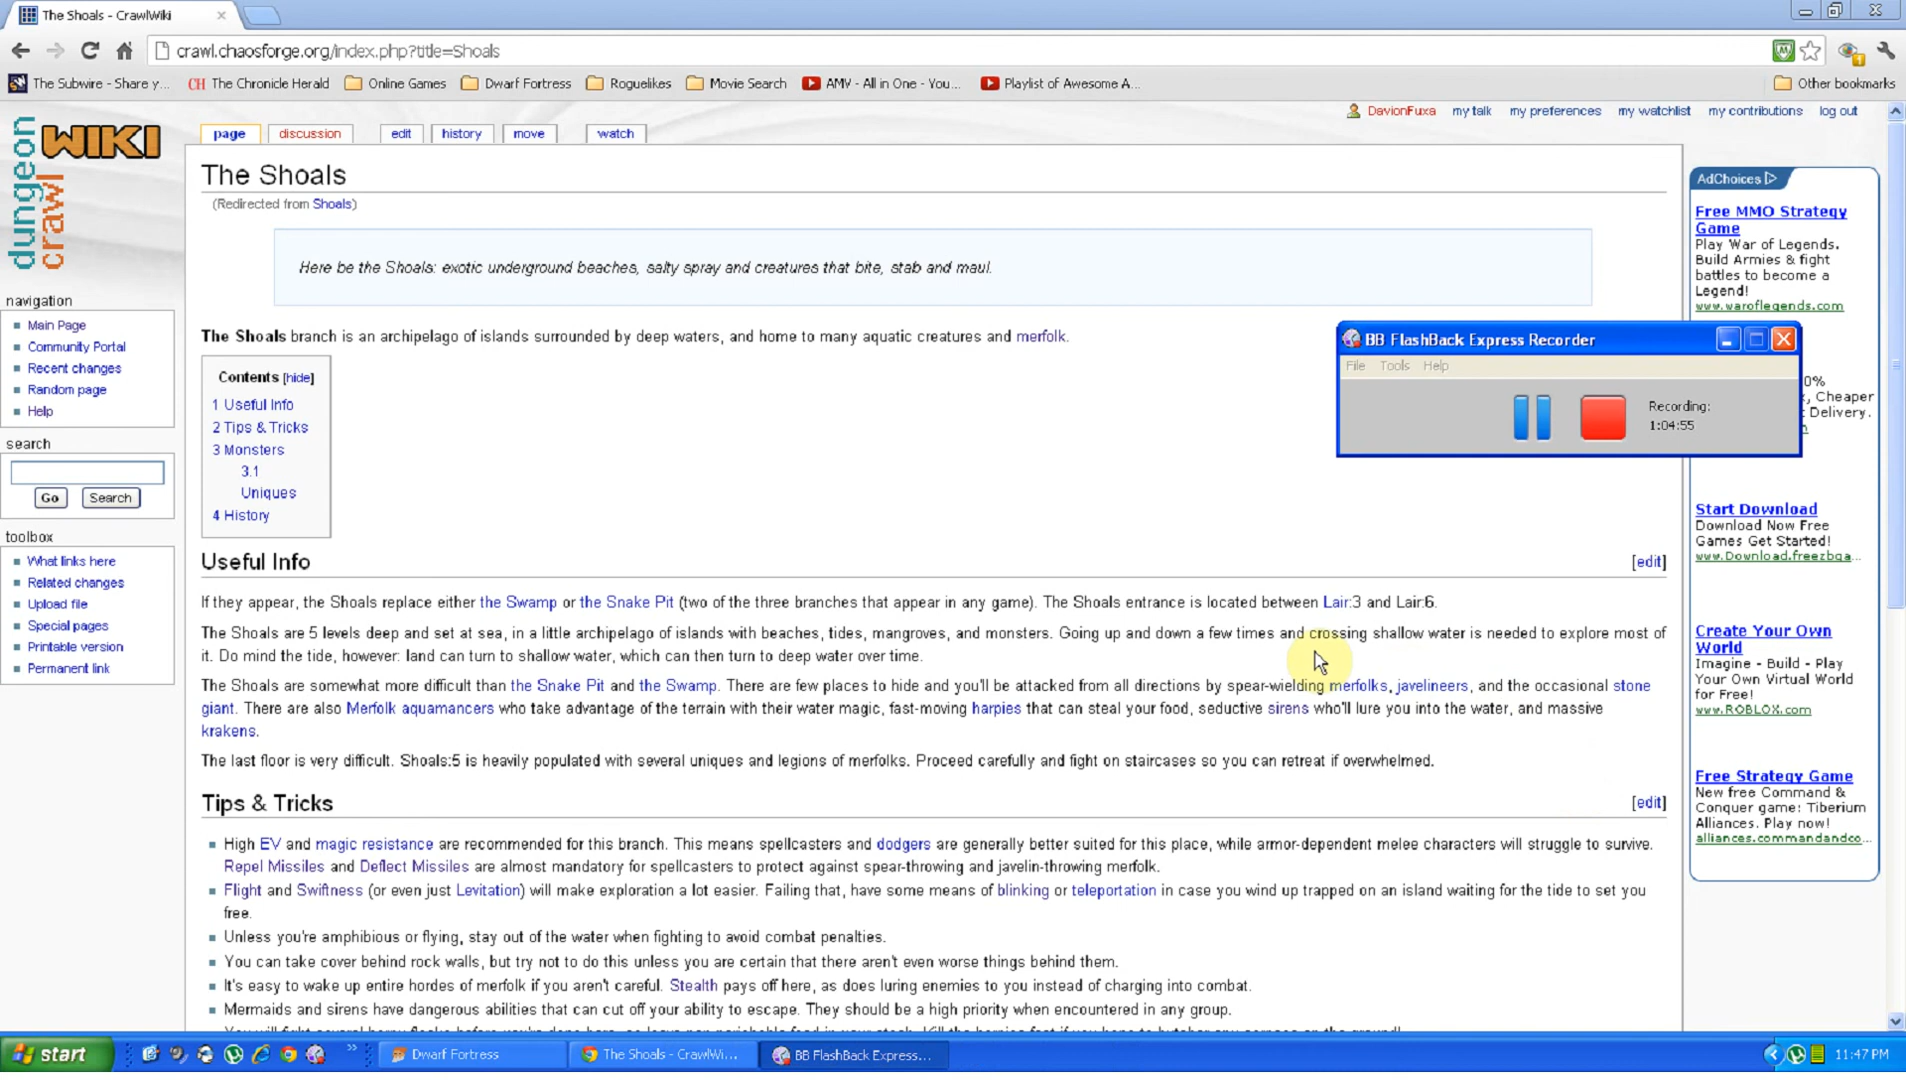 The Shoals - CrawlWiki
crawl.chaosforge.org/index.php?title=Shoals
The Subwire - Share y... CH The Chronicle Herald Online Games Dwarf Fortress Roguelikes Movie Search AMV - All in One - You... Playlist of Awesome A... Other bookmarks
DavionFuxa my talk my preferences my watchlist my contributions log out
dungeon crawl WIKI
page discussion edit history move watch
The Shoals
(Redirected from Shoals)
Here be the Shoals: exotic underground beaches, salty spray and creatures that bite, stab and maul.
The Shoals branch is an archipelago of islands surrounded by deep waters, and home to many aquatic creatures and merfolk.
Contents [hide]
1 Useful Info
2 Tips & Tricks
3 Monsters
3.1
Uniques
4 History
navigation
Main Page
Community Portal
Recent changes
Random page
Help
search
Go Search
toolbox
What links here
Related changes
Upload file
Special pages
Printable version
Permanent link
Useful Info [edit]
If they appear, the Shoals replace either the Swamp or the Snake Pit (two of the three branches that appear in any game). The Shoals entrance is located between Lair:3 and Lair:6.
The Shoals are 5 levels deep and set at sea, in a little archipelago of islands with beaches, tides, mangroves, and monsters. Going up and down a few times and crossing shallow water is needed to explore most of
it. Do mind the tide, however: land can turn to shallow water, which can then turn to deep water over time.
The Shoals are somewhat more difficult than the Snake Pit and the Swamp. There are few places to hide and you'll be attacked from all directions by spear-wielding merfolks, javelineers, and the occasional stone
giant. There are also Merfolk aquamancers who take advantage of the terrain with their water magic, fast-moving harpies that can steal your food, seductive sirens who'll lure you into the water, and massive
krakens.
The last floor is very difficult. Shoals:5 is heavily populated with several uniques and legions of merfolks. Proceed carefully and fight on staircases so you can retreat if overwhelmed.
Tips & Tricks [edit]
High EV and magic resistance are recommended for this branch. This means spellcasters and dodgers are generally better suited for this place, while armor-dependent melee characters will struggle to survive.
Repel Missiles and Deflect Missiles are almost mandatory for spellcasters to protect against spear-throwing and javelin-throwing merfolk.
Flight and Swiftness (or even just Levitation) will make exploration a lot easier. Failing that, have some means of blinking or teleportation in case you wind up trapped on an island waiting for the tide to set you
free.
Unless you're amphibious or flying, stay out of the water when fighting to avoid combat penalties.
You can take cover behind rock walls, but try not to do this unless you are certain that there aren't even worse things behind them.
It's easy to wake up entire hordes of merfolk if you aren't careful. Stealth pays off here, as does luring enemies to you instead of charging into combat.
Mermaids and sirens have dangerous abilities that can cut off your ability to escape. They should be a high priority when encountered in any group.
BB FlashBack Express Recorder
File Tools Help
Recording:
1:04:55
AdChoices
Free MMO Strategy
Game
Play War of Legends.
Build Armies & fight
battles to become a
Legend!
www.waroflegends.com
0%
, Cheaper
Delivery.
Start Download
Download Now Free
Games Get Started!
www.Download.freezbga...
Create Your Own
World
Imagine - Build - Play
Your Own Virtual World
for Free!
www.ROBLOX.com
Free Strategy Game
New free Command &
Conquer game: Tiberium
Alliances. Play now!
alliances.commandandco...
start Dwarf Fortress The Shoals - CrawlWi... BB FlashBack Express... 11:47 PM